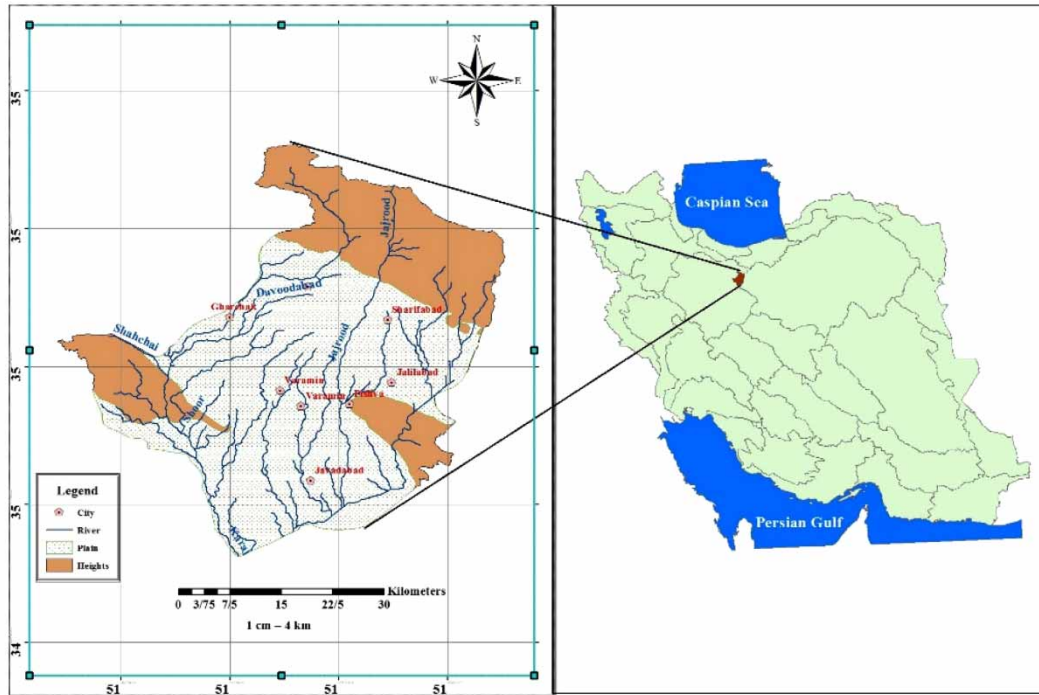 N
W
E
S
35
35
35
35
34
Jajrood
Davoodabad
Gharchak
Sharifabad
Shahchai
Jajrood
Jalilabad
Varamin
Varamin
Shoor
Javadabad
Legend
City
River
Plain
Heights
Kilometers
0 3/75 7/5 15 22/5 30
1 cm – 4 km
51 51 51 51
Caspian Sea
Persian Gulf